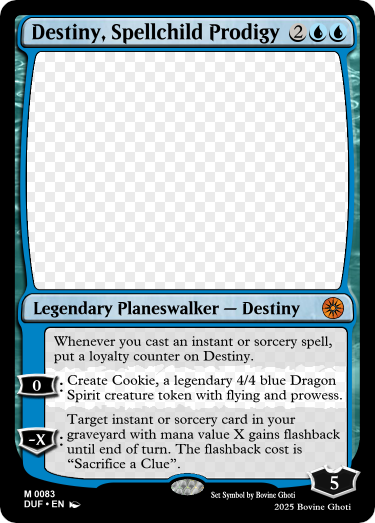 Destiny, Spellchild Prodigy 2
Legendary Planeswalker — Destiny
Whenever you cast an instant or sorcery spell,
put a loyalty counter on Destiny.
0: Create Cookie, a legendary 4/4 blue Dragon
Spirit creature token with flying and prowess.
Target instant or sorcery card in your
graveyard with mana value X gains flashback
-X: until end of turn. The flashback cost is
“Sacrifice a Clue”.
5
M 0083
DUF • EN
Set Symbol by Bovine Ghoti
2025 Bovine Ghoti